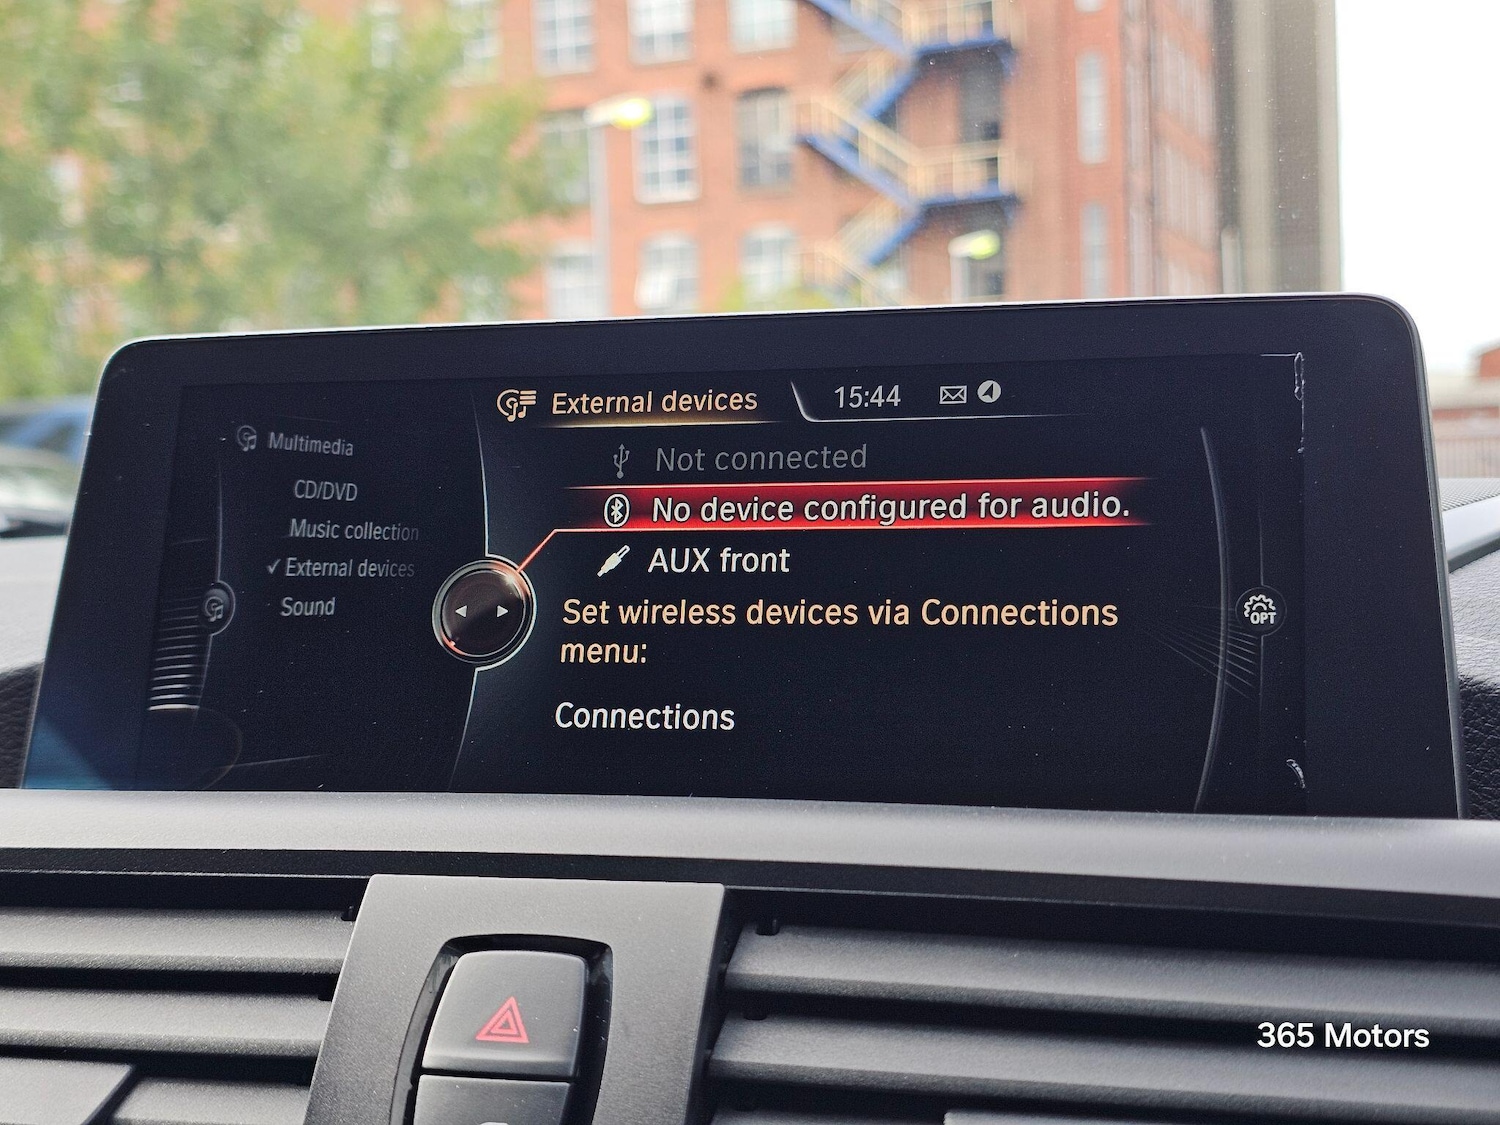 External devices
15:44
Multimedia
CD/DVD
Music collection
✓ External devices
Sound
Not connected
No device configured for audio.
AUX front
Set wireless devices via Connections
menu:
Connections
OPT
365 Motors